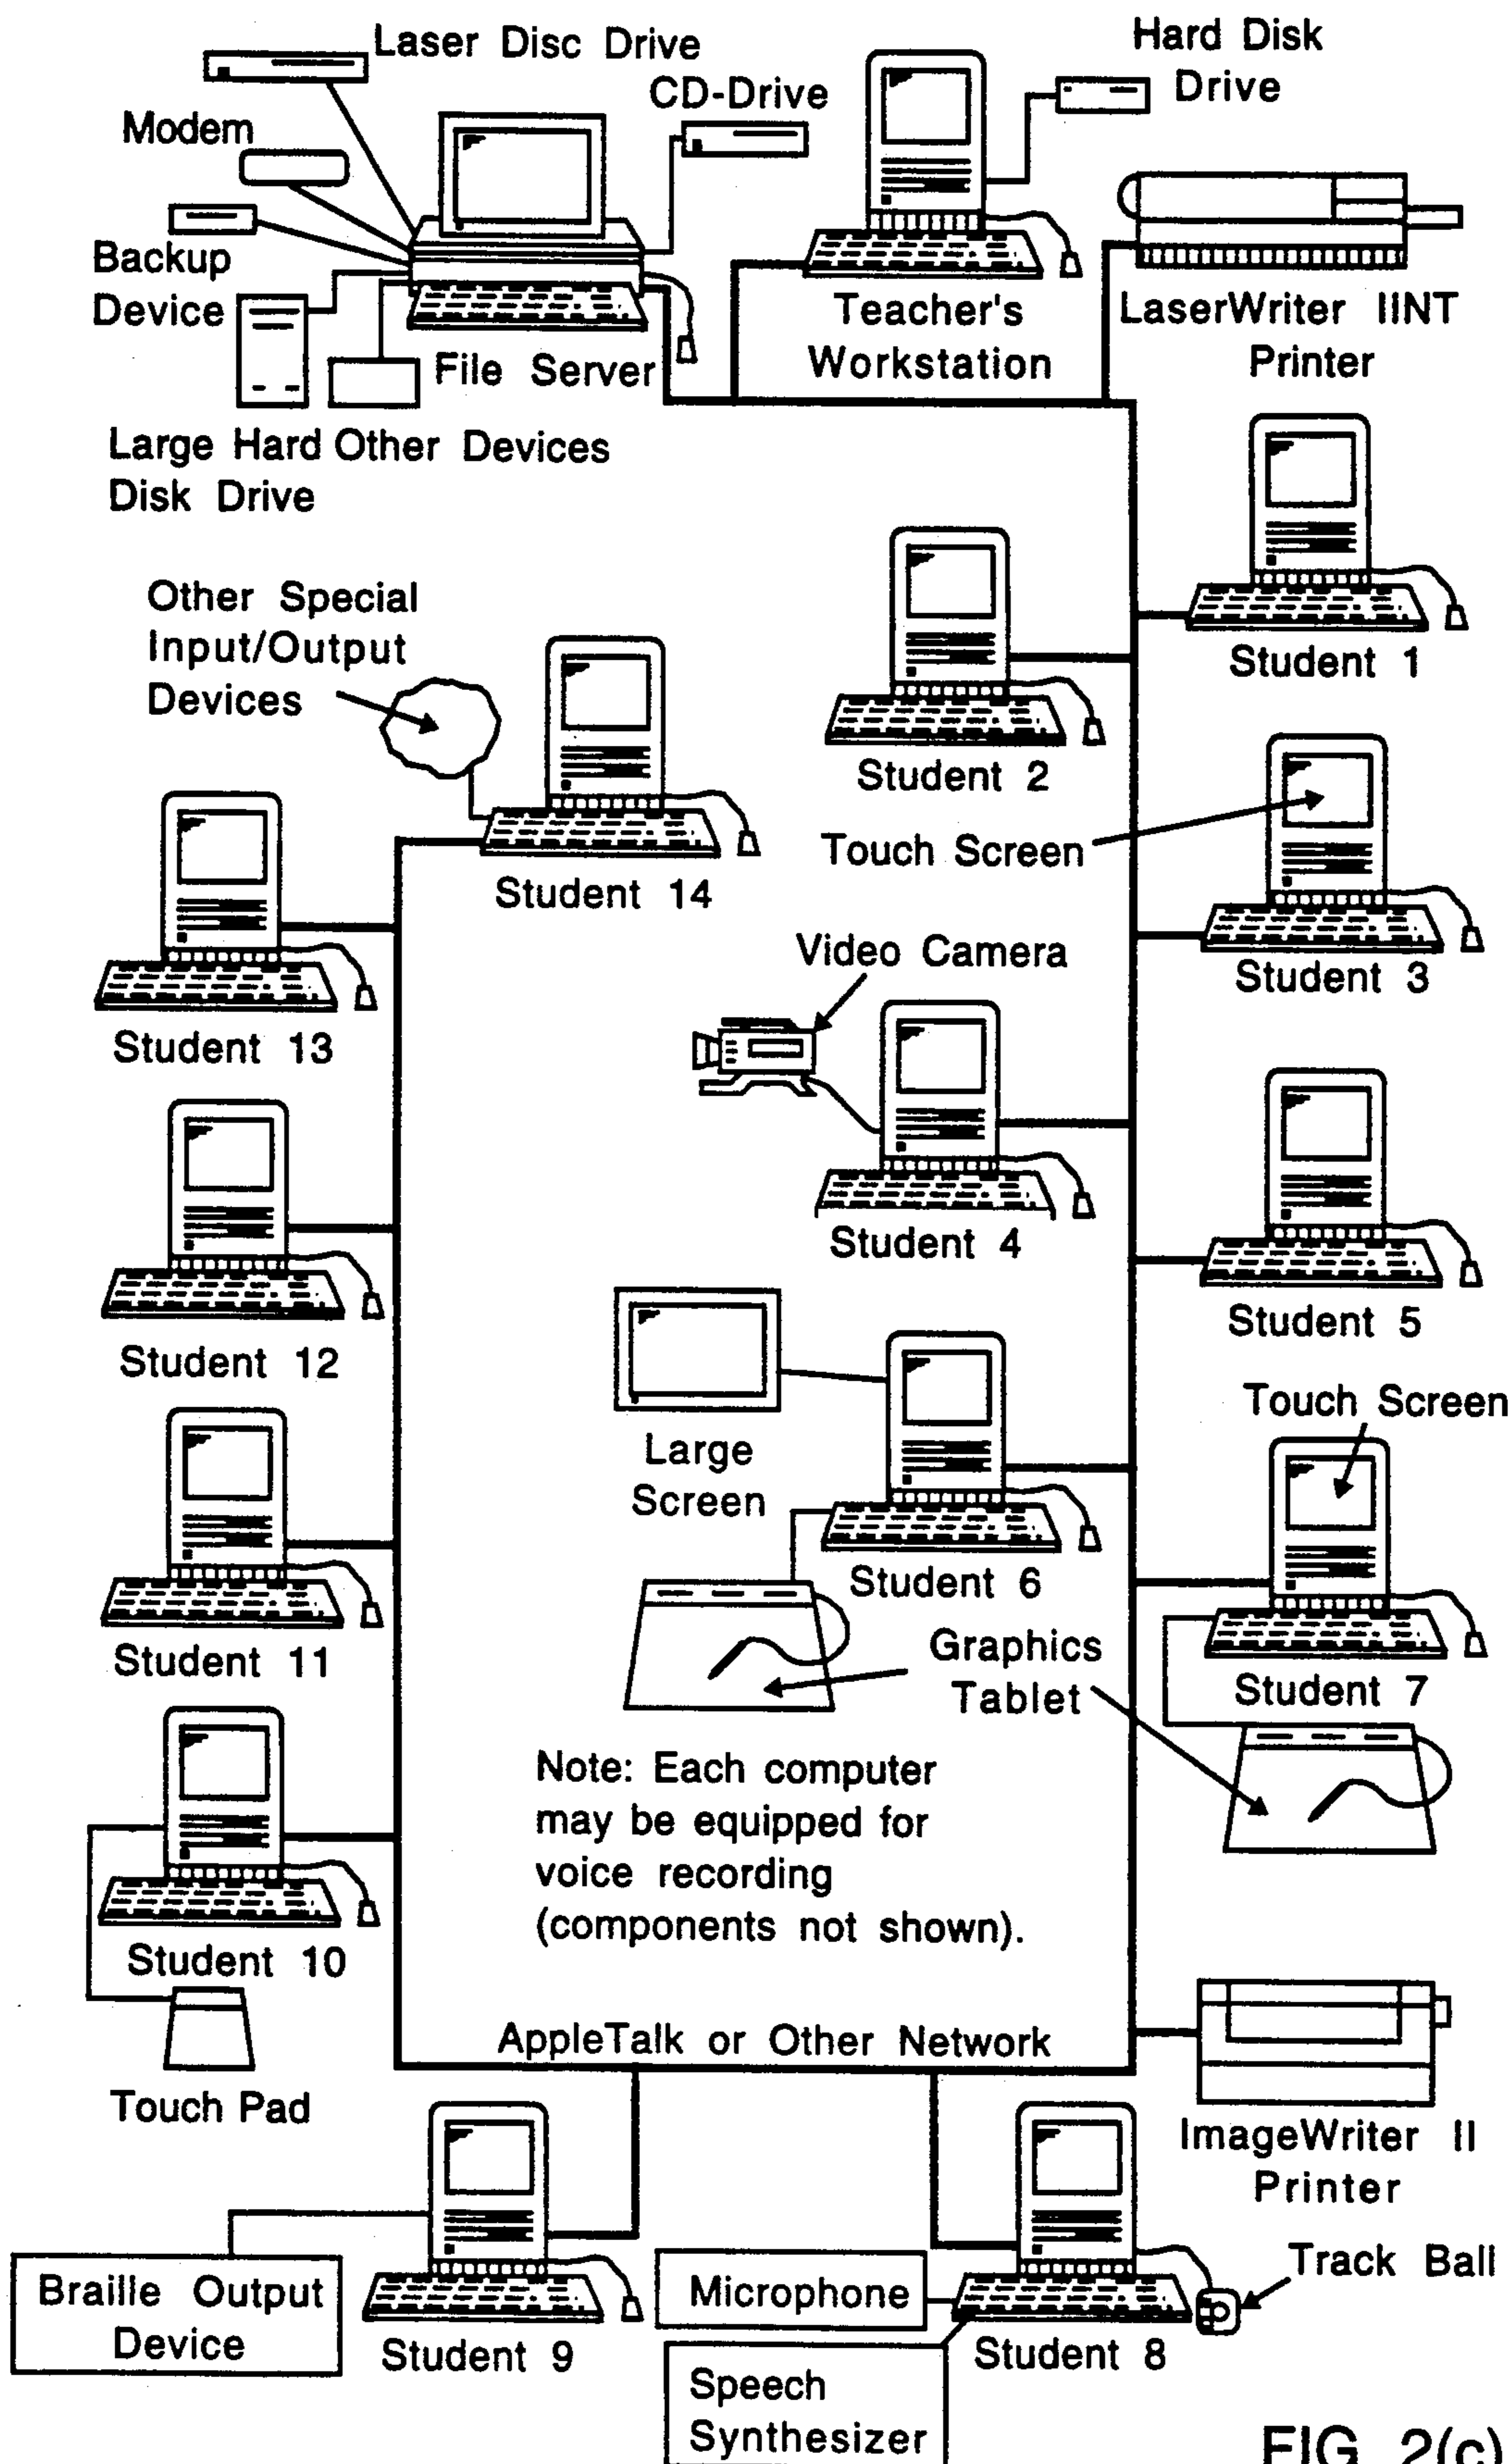 Laser Disc Drive
Hard Disk
Drive
CD-Drive
Modem
Backup
Device
File Server
Teacher's
Workstation
LaserWriter IINT
Printer
Large Hard
Disk Drive
Other Devices
Student 1
Other Special
Input/Output
Devices
Student 2
Touch Screen
Student 14
Student 3
Video Camera
Student 13
Student 4
Student 5
Student 12
Touch Screen
Large
Screen
Student 6
Graphics
Tablet
Student 11
Student 7
Note: Each computer
may be equipped for
voice recording
(components not shown).
Student 10
AppleTalk or Other Network
Touch Pad
ImageWriter II
Printer
Track Ball
Braille Output
Device
Microphone
Student 9
Student 8
Speech
Synthesizer
FIG. 2(c)